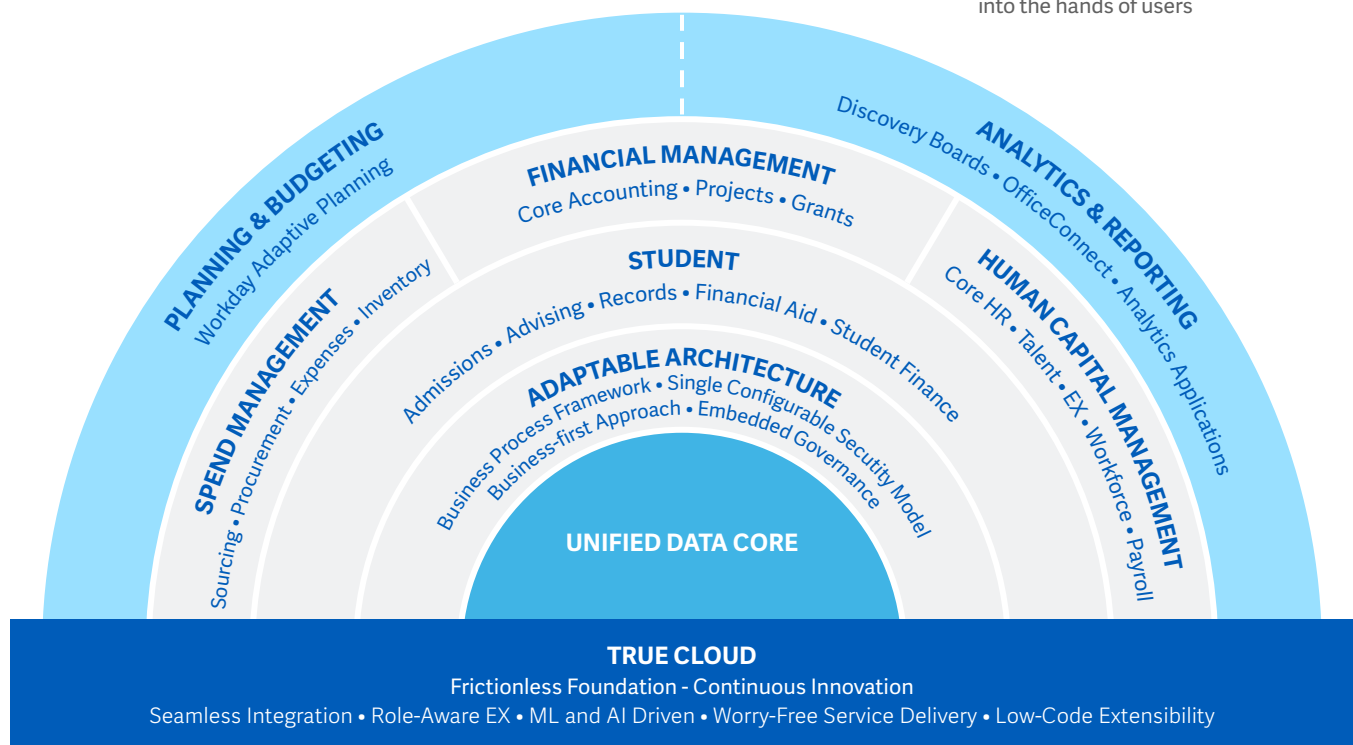 into the hands of users
PLANNING & BUDGETING
Workday Adaptive Planning
ANALYTICS & REPORTING
Discovery Boards • OfficeConnect • Analytics Applications
SPEND MANAGEMENT
Sourcing • Procurement • Expenses • Inventory
FINANCIAL MANAGEMENT
Core Accounting • Projects • Grants
HUMAN CAPITAL MANAGEMENT
Core HR • Talent • EX • Workforce • Payroll
STUDENT
Admissions • Advising • Records • Financial Aid • Student Finance
ADAPTABLE ARCHITECTURE
Business Process Framework • Single Configurable Secutity Model
Business-first Approach • Embedded Governance
UNIFIED DATA CORE
TRUE CLOUD
Frictionless Foundation - Continuous Innovation
Seamless Integration • Role-Aware EX • ML and AI Driven • Worry-Free Service Delivery • Low-Code Extensibility